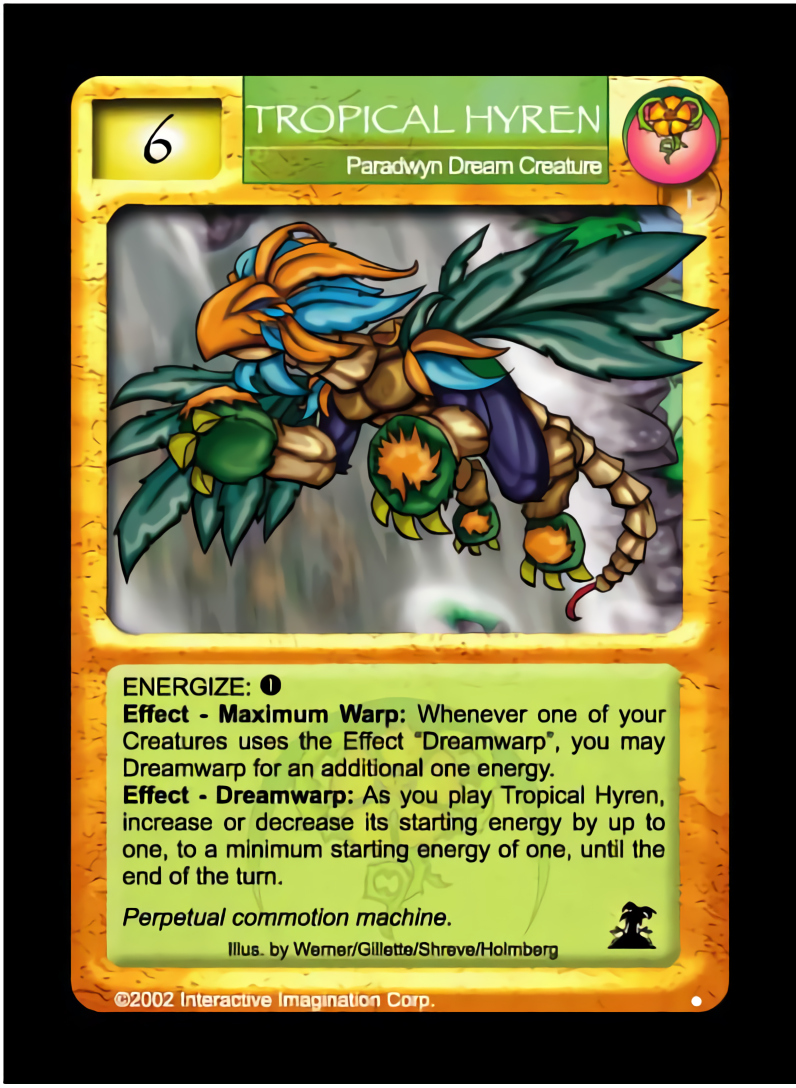 6
TROPICAL HYREN
Paradwyn Dream Creature
1
ENERGIZE: 1
Effect - Maximum Warp: Whenever one of your
Creatures uses the Effect "Dreamwarp", you may
Dreamwarp for an additional one energy.
Effect - Dreamwarp: As you play Tropical Hyren,
increase or decrease its starting energy by up to
one, to a minimum starting energy of one, until the
end of the turn.
Perpetual commotion machine.
Illus. by Werner/Gillette/Shreve/Holmberg
©2002 Interactive Imagination Corp.